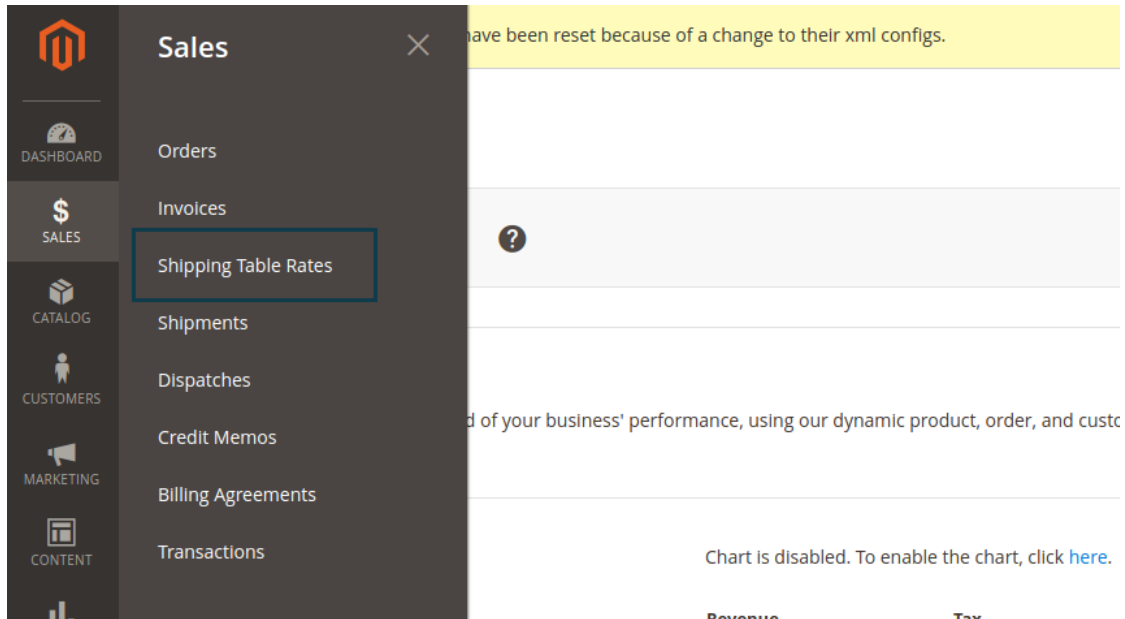 DASHBOARD
SALES
CATALOG
CUSTOMERS
MARKETING
CONTENT
Sales
Orders
Invoices
Shipping Table Rates
Shipments
Dispatches
Credit Memos
Billing Agreements
Transactions
have been reset because of a change to their xml configs.
?
d of your business' performance, using our dynamic product, order, and custo
Chart is disabled. To enable the chart, click here.
Revenue Tax